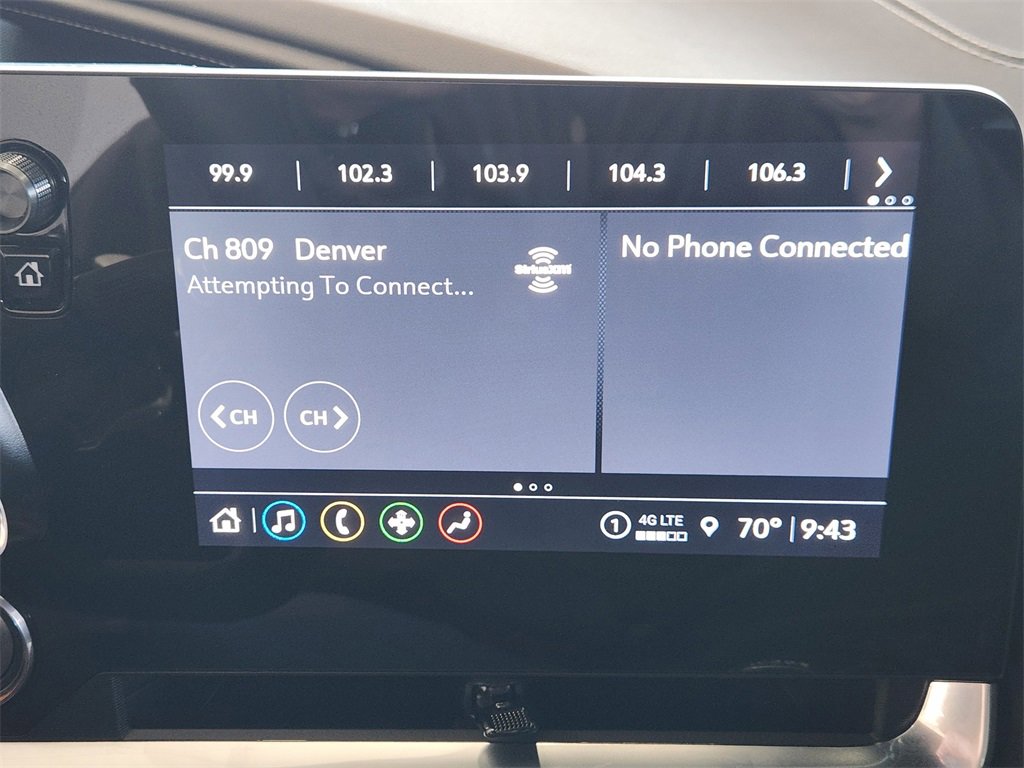 99.9 | 102.3 | 103.9 | 104.3 | 106.3
Ch 809 Denver
SiriusXM
Attempting To Connect...
No Phone Connected
CH CH
1 4G LTE 70° | 9:43